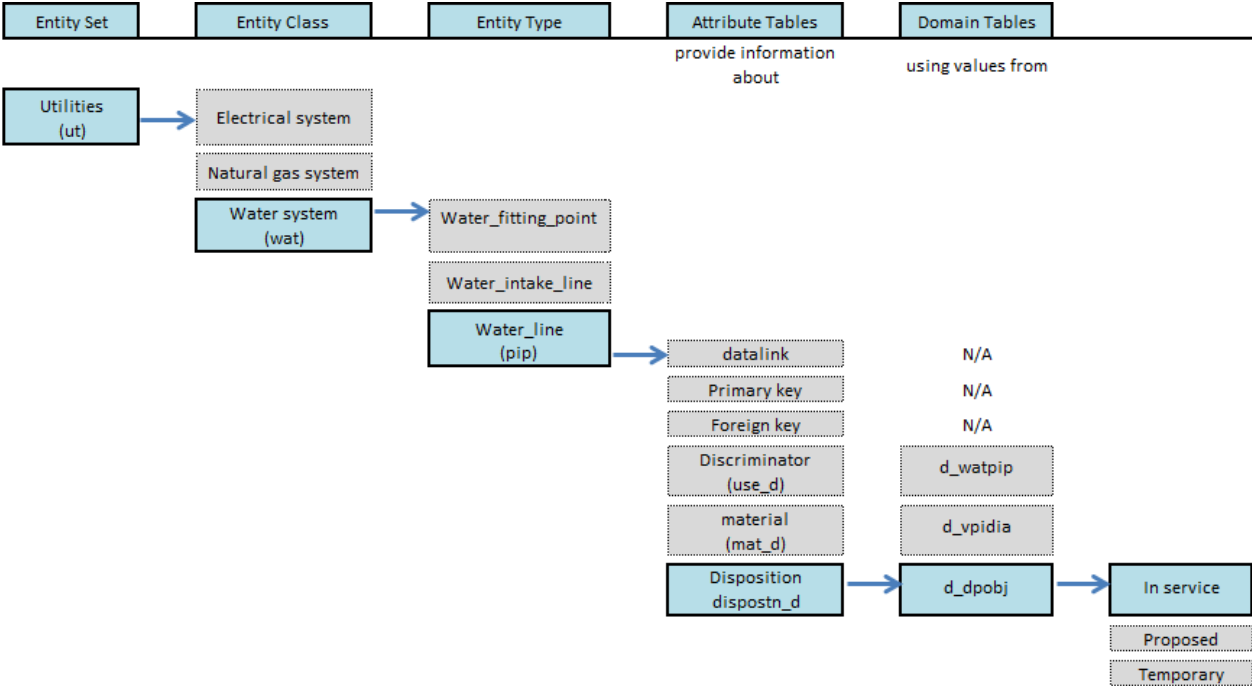 Entity Set
Entity Class
Entity Type
Attribute Tables
Domain Tables
provide information
about
using values from
Utilities
(ut)
Electrical system
Natural gas system
Water system
(wat)
Water_fitting_point
Water_intake_line
Water_line
(pip)
datalink
N/A
Primary key
N/A
Foreign key
N/A
Discriminator
(use_d)
d_watpip
material
(mat_d)
d_vpidia
Disposition
dispostn_d
d_dpobj
In service
Proposed
Temporary